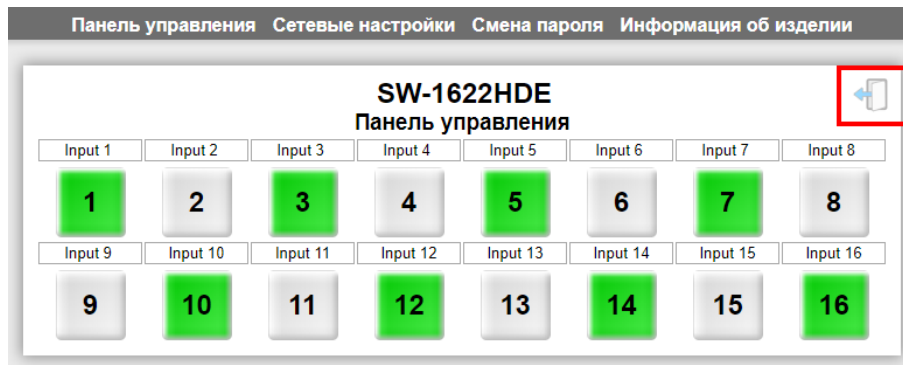 Панель управления Сетевые настройки Смена пароля Информация об изделии
SW-1622HDE
Панель управления
Input 1 Input 2 Input 3 Input 4 Input 5 Input 6 Input 7 Input 8
1 2 3 4 5 6 7 8
Input 9 Input 10 Input 11 Input 12 Input 13 Input 14 Input 15 Input 16
9 10 11 12 13 14 15 16